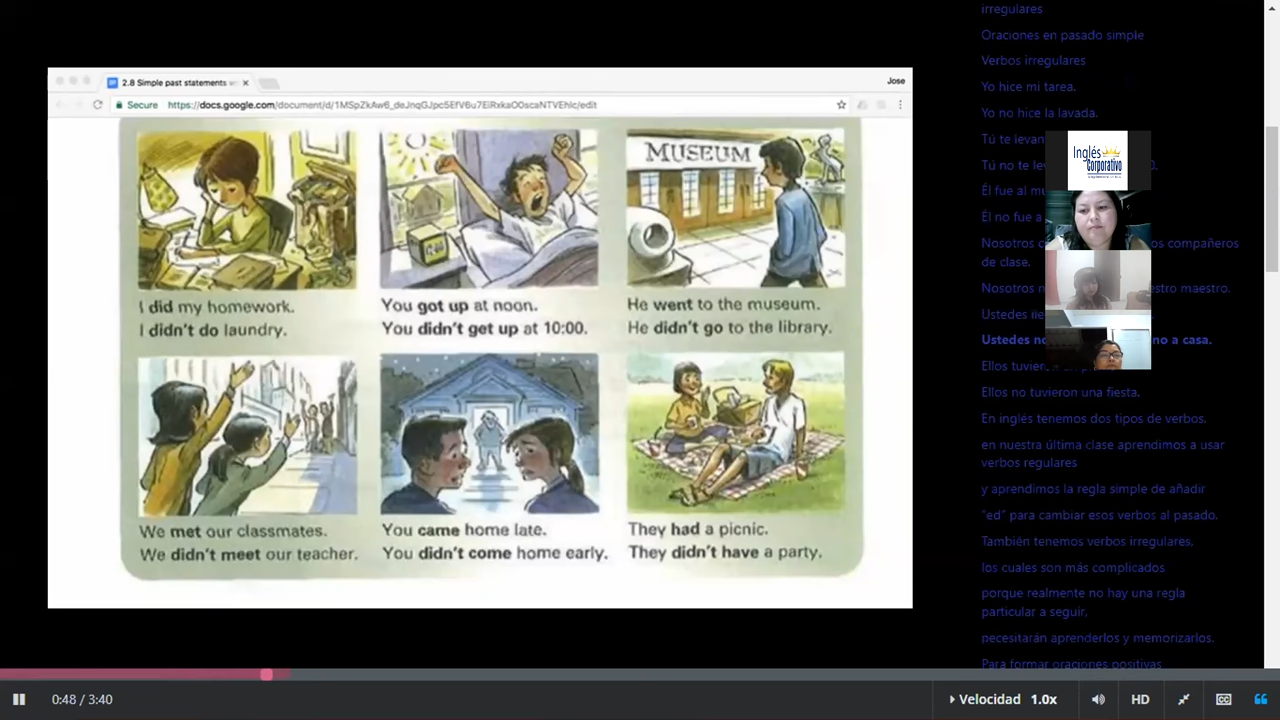 2.8 Simple past statements
Jose
Secure
https://docs.google.com/document/d/1MSpZkAw6_deJnqGJpc5EfV6u7ElRxkaO0scaNTVEhlc/edit
MUSEUM
I did my homework.
I didn't do laundry.
You got up at noon.
You didn't get up at 10:00.
He went to the museum.
He didn't go to the library.
We met our classmates.
We didn't meet our teacher.
You came home late.
You didn't come home early.
They had a picnic.
They didn't have a party.
irregulares
Oraciones en pasado simple
Verbos irregulares
Yo hice mi tarea.
Yo no hice la lavada.
Tú te
Tú no te
Él fue al
Él no fue a
Nosotros
compañeros
de clase.
Nosotros
maestro.
Ustedes
Ustedes
a casa.
Ellos
Ellos no tuvieron una fiesta.
En inglés tenemos dos tipos de verbos.
en nuestra última clase aprendimos a usar
verbos regulares
y aprendimos la regla simple de añadir
"ed" para cambiar esos verbos al pasado.
También tenemos verbos irregulares,
los cuales son más complicados
porque realmente no hay una regla
particular a seguir,
necesitarán aprenderlos y memorizarlos.
Para formar oraciones positivas
Inglés
Corporativo
0:48 / 3:40
Velocidad 1.0x
HD
CC